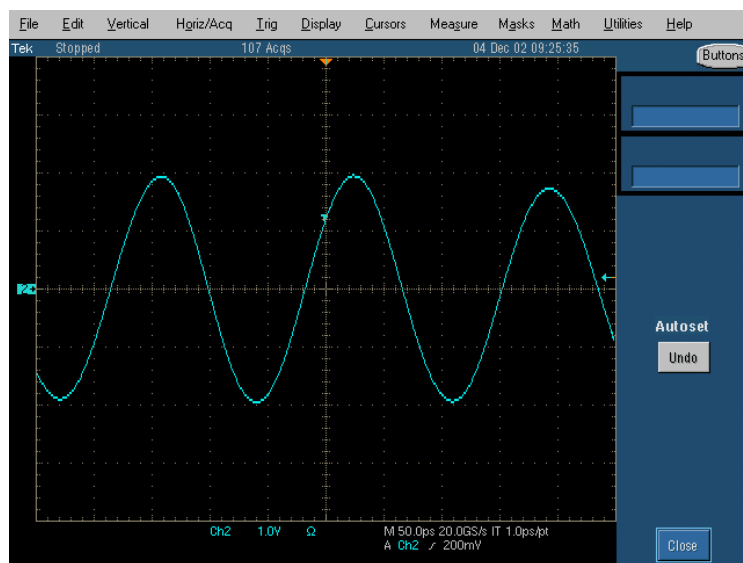 File Edit Vertical Horiz/Acq Trig Display Cursors Measure Masks Math Utilities Help
Tek Stopped 107 Acqs 04 Dec 02 09:25:35
Buttons
2
Autoset
Undo
Ch2 1.0V Ω M 50.0ps 20.0GS/s IT 1.0ps/pt
A Ch2 / 200mV
Close